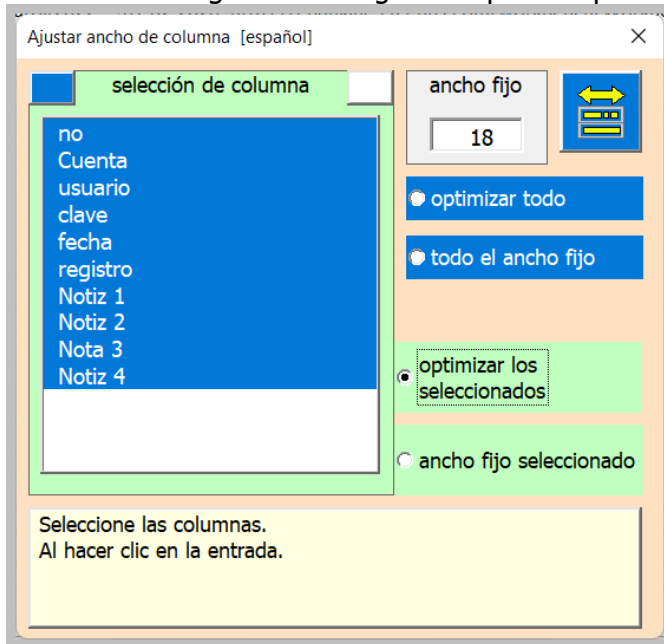 Ajustar ancho de columna [español]
selección de columna
no
Cuenta
usuario
clave
fecha
registro
Notiz 1
Notiz 2
Nota 3
Notiz 4
ancho fijo
18
optimizar todo
todo el ancho fijo
optimizar los
seleccionados
ancho fijo seleccionado
Seleccione las columnas.
Al hacer clic en la entrada.